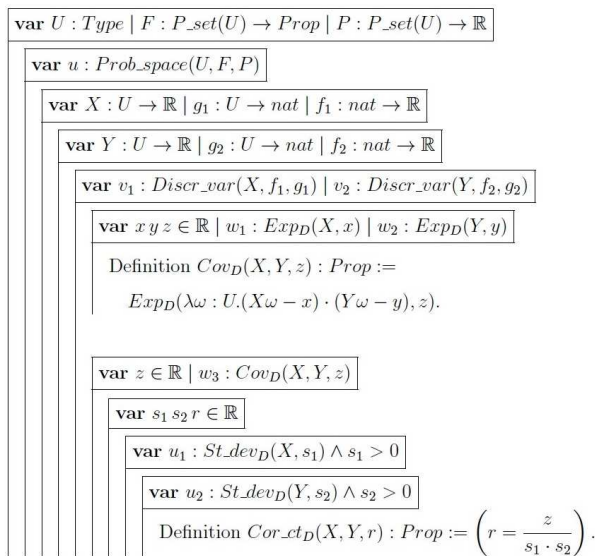 var U : Type | F : P_set(U) → Prop | P : P_set(U) → ℝ
var u : Prob_space(U, F, P)
var X : U → ℝ | g₁ : U → nat | f₁ : nat → ℝ
var Y : U → ℝ | g₂ : U → nat | f₂ : nat → ℝ
var v₁ : Discr_var(X, f₁, g₁) | v₂ : Discr_var(Y, f₂, g₂)
var x y z ∈ ℝ | w₁ : Exp_D(X, x) | w₂ : Exp_D(Y, y)
Definition Cov_D(X, Y, z) : Prop :=
Exp_D(λω : U.(Xω − x) · (Yω − y), z).
var z ∈ ℝ | w₃ : Cov_D(X, Y, z)
var s₁ s₂ r ∈ ℝ
var u₁ : St_dev_D(X, s₁) ∧ s₁ > 0
var u₂ : St_dev_D(Y, s₂) ∧ s₂ > 0
Definition Cor_ct_D(X, Y, r) : Prop := (r = z / (s₁ · s₂)).